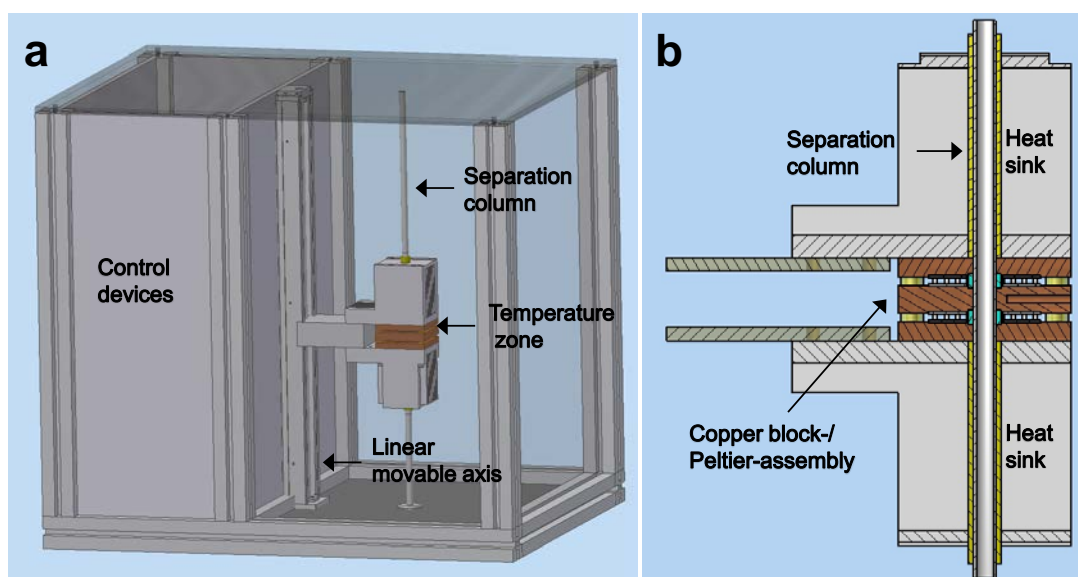 a
Separation
column
Control
devices
Temperature
zone
Linear
movable axis
b
Separation
column
Heat
sink
Copper block-/
Peltier-assembly
Heat
sink